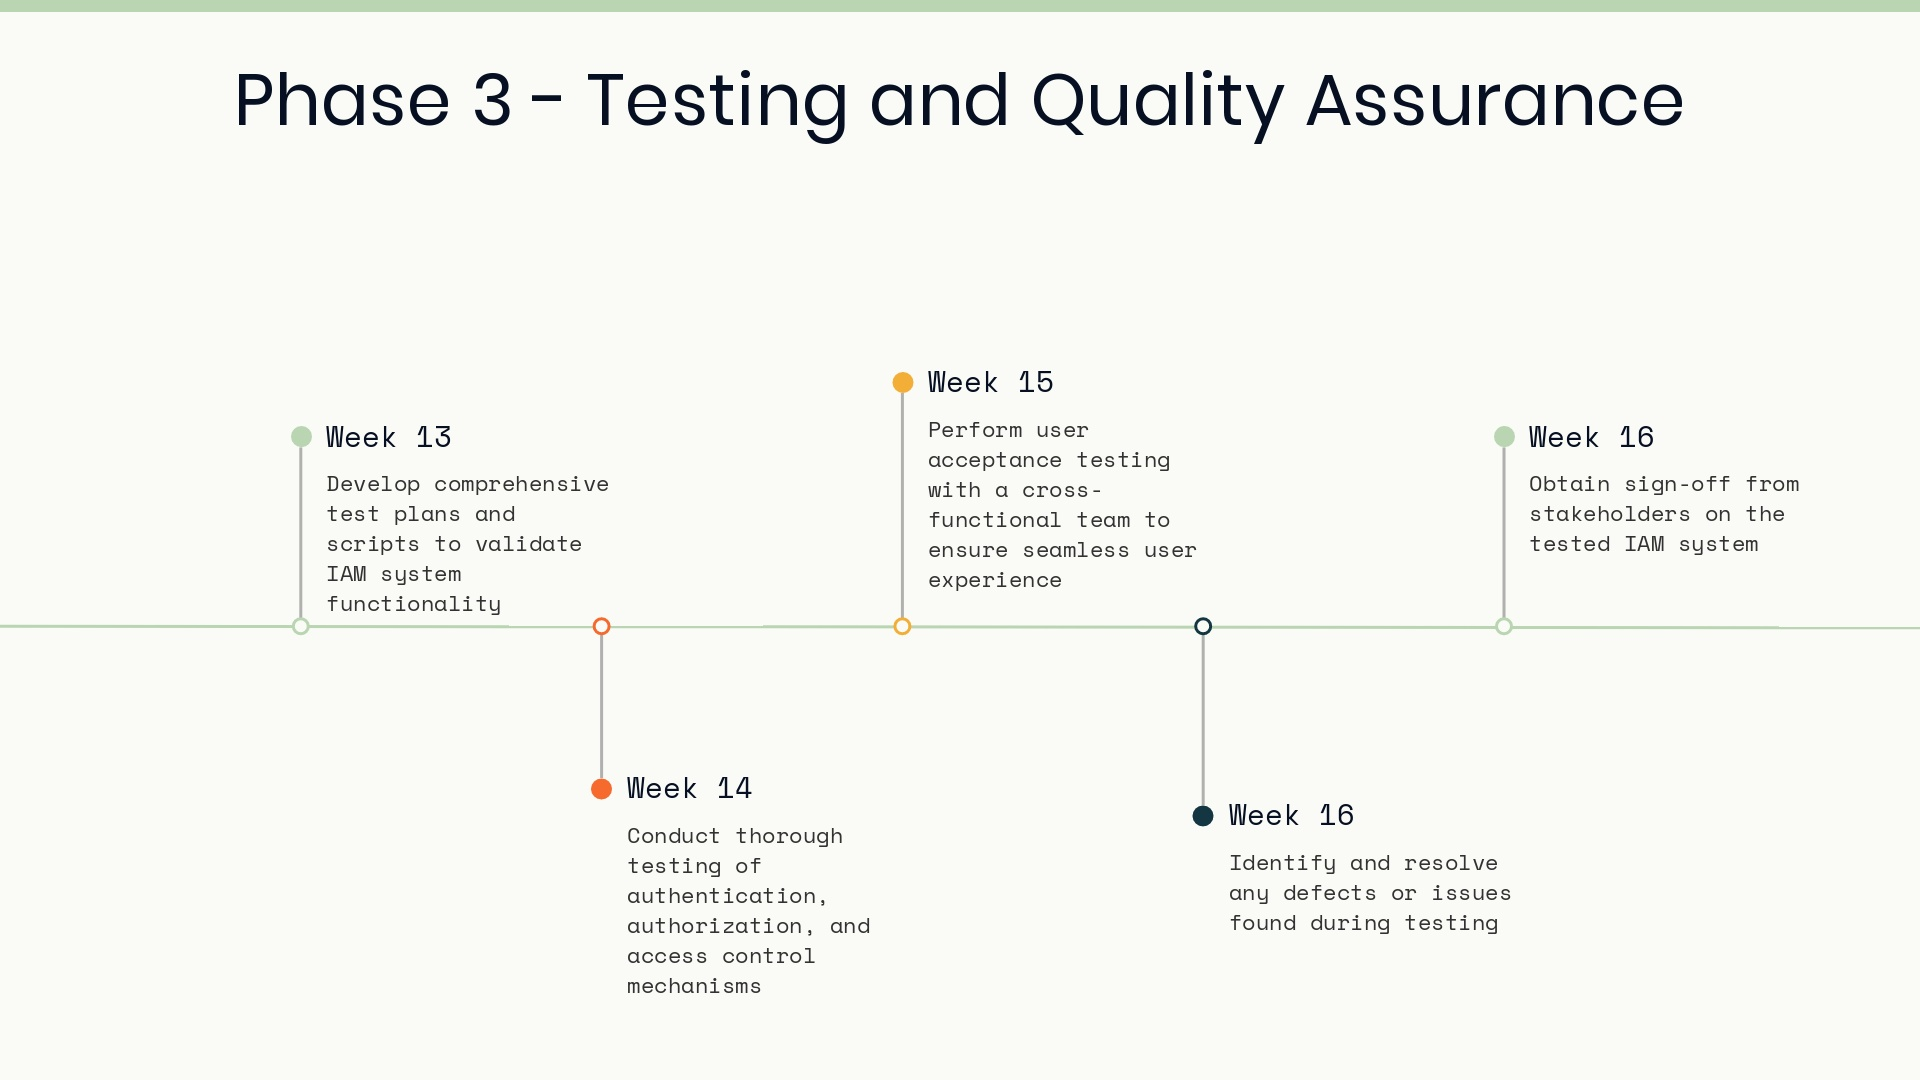 Phase 3 - Testing and Quality Assurance
Week 13
Develop comprehensive
test plans and
scripts to validate
IAM system
functionality
Week 14
Conduct thorough
testing of
authentication,
authorization, and
access control
mechanisms
Week 15
Perform user
acceptance testing
with a cross-
functional team to
ensure seamless user
experience
Week 16
Identify and resolve
any defects or issues
found during testing
Week 16
Obtain sign-off from
stakeholders on the
tested IAM system